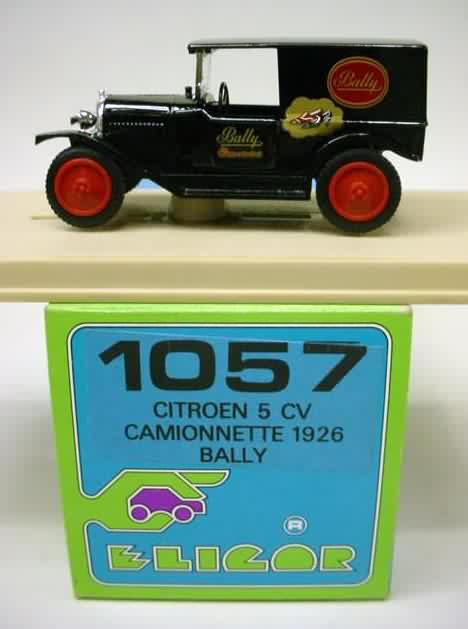 Bally
Bally
1057
CITROEN 5 CV
CAMIONNETTE 1926
BALLY
®
ELIGOR